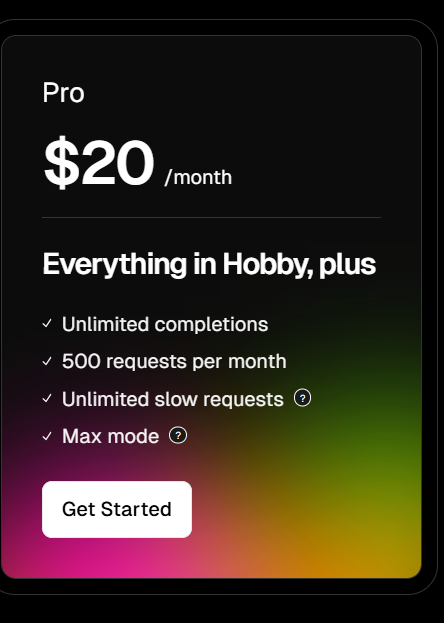 Pro
$20 /month
Everything in Hobby, plus
✓ Unlimited completions
✓ 500 requests per month
✓ Unlimited slow requests ?
✓ Max mode ?
Get Started